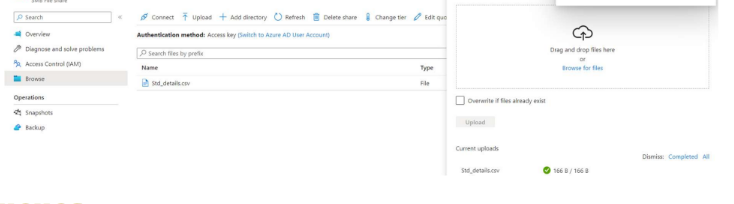 SMB File share
Search
Overview
Diagnose and solve problems
Access Control (IAM)
Browse
Operations
Snapshots
Backup
Connect Upload Add directory Refresh Delete share Change tier Edit quo
Authentication method: Access key (Switch to Azure AD User Account)
Search files by prefix
Name Type
Std_details.csv File
Drag and drop files here
or
Browse for files
Overwrite if files already exist
Upload
Current uploads
Dismiss: Completed All
Std_details.csv 166 B / 166 B